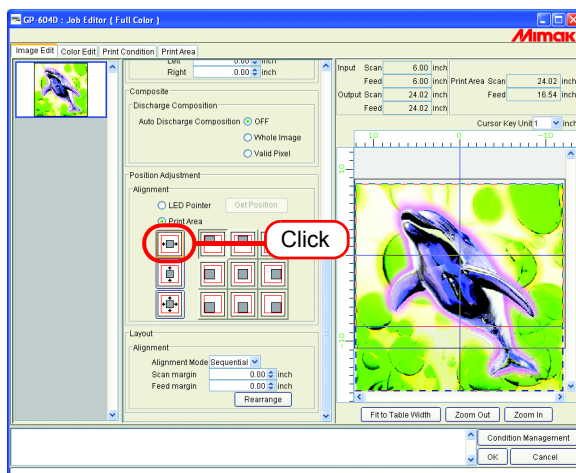 GP-604D : Job Editor ( Full Color )
Mimaki
Image Edit Color Edit Print Condition Print Area
Left 0.00 inch
Right 0.00 inch
Composite
Discharge Composition
Auto Discharge Composition OFF
Whole Image
Valid Pixel
Position Adjustment
Alignment
LED Pointer Get Position
Print Area
Click
Layout
Alignment
Alignment Mode Sequential
Scan margin 0.00 inch
Feed margin 0.00 inch
Rearrange
Input Scan 6.00 inch
Feed 6.00 inch Print Area Scan 24.02 inch
Output Scan 24.02 inch Feed 16.54 inch
Feed 24.02 inch
Cursor Key Unit 1 inch
10 0 -10
0
-10
Fit to Table Width Zoom Out Zoom In
Condition Management
OK Cancel